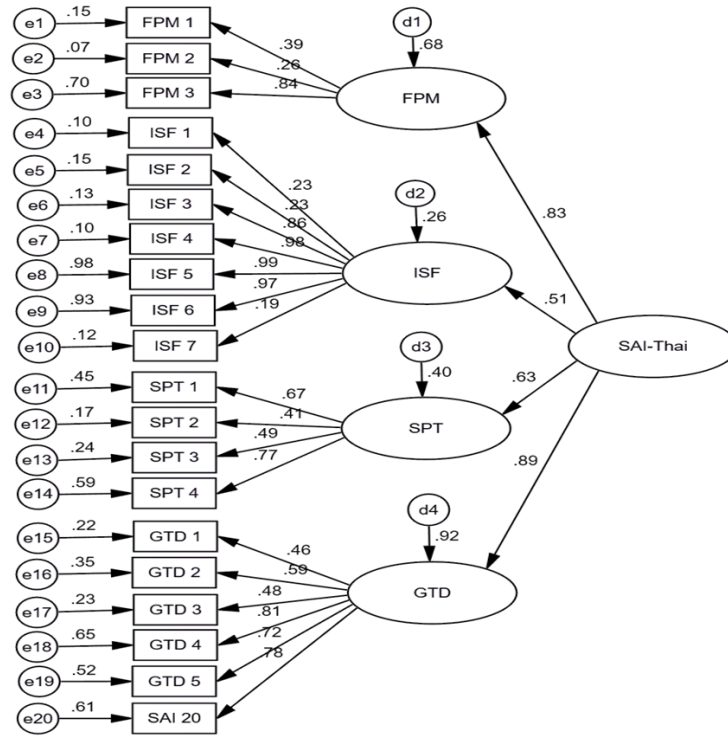 e1 .15 FPM 1
e2 .07 FPM 2
e3 .70 FPM 3
.39
.26
.84
d1
.68
FPM
e4 .10 ISF 1
e5 .15 ISF 2
e6 .13 ISF 3
e7 .10 ISF 4
e8 .98 ISF 5
e9 .93 ISF 6
e10 .12 ISF 7
.23
.23
.86
.98
.99
.97
.19
d2
.26
ISF
.83
.51
.63
.89
SAI-Thai
e11 .45 SPT 1
e12 .17 SPT 2
e13 .24 SPT 3
e14 .59 SPT 4
.67
.41
.49
.77
d3
.40
SPT
e15 .22 GTD 1
e16 .35 GTD 2
e17 .23 GTD 3
e18 .65 GTD 4
e19 .52 GTD 5
e20 .61 SAI 20
.46
.59
.48
.81
.72
.78
d4
.92
GTD